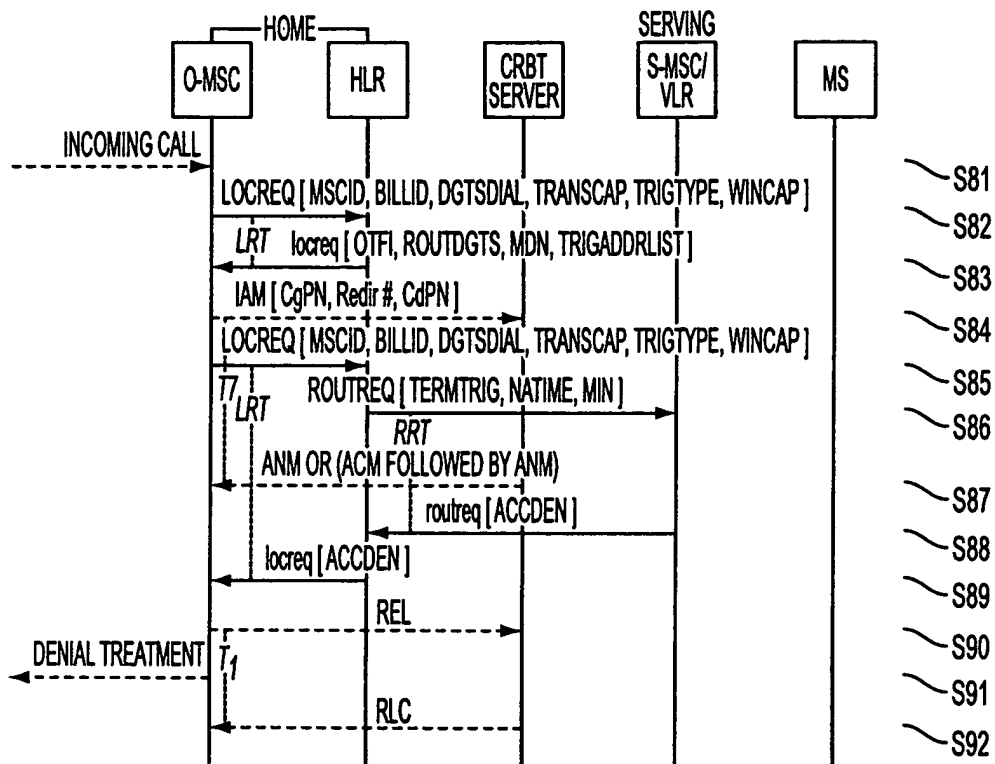 HOME
SERVING
O-MSC
HLR
CRBT
SERVER
S-MSC/
VLR
MS
INCOMING CALL
S81
LOCREQ [ MSCID, BILLID, DGTSDIAL, TRANSCAP, TRIGTYPE, WINCAP ]
S82
LRT
locreq [ OTFI, ROUTDGTS, MDN, TRIGADDRLIST ]
S83
IAM [ CgPN, Redir #, CdPN ]
S84
LOCREQ [ MSCID, BILLID, DGTSDIAL, TRANSCAP, TRIGTYPE, WINCAP ]
S85
T7
LRT
ROUTREQ [ TERMTRIG, NATIME, MIN ]
S86
RRT
ANM OR (ACM FOLLOWED BY ANM)
S87
routreq [ ACCDEN ]
S88
locreq [ ACCDEN ]
S89
REL
S90
DENIAL TREATMENT
T1
S91
RLC
S92